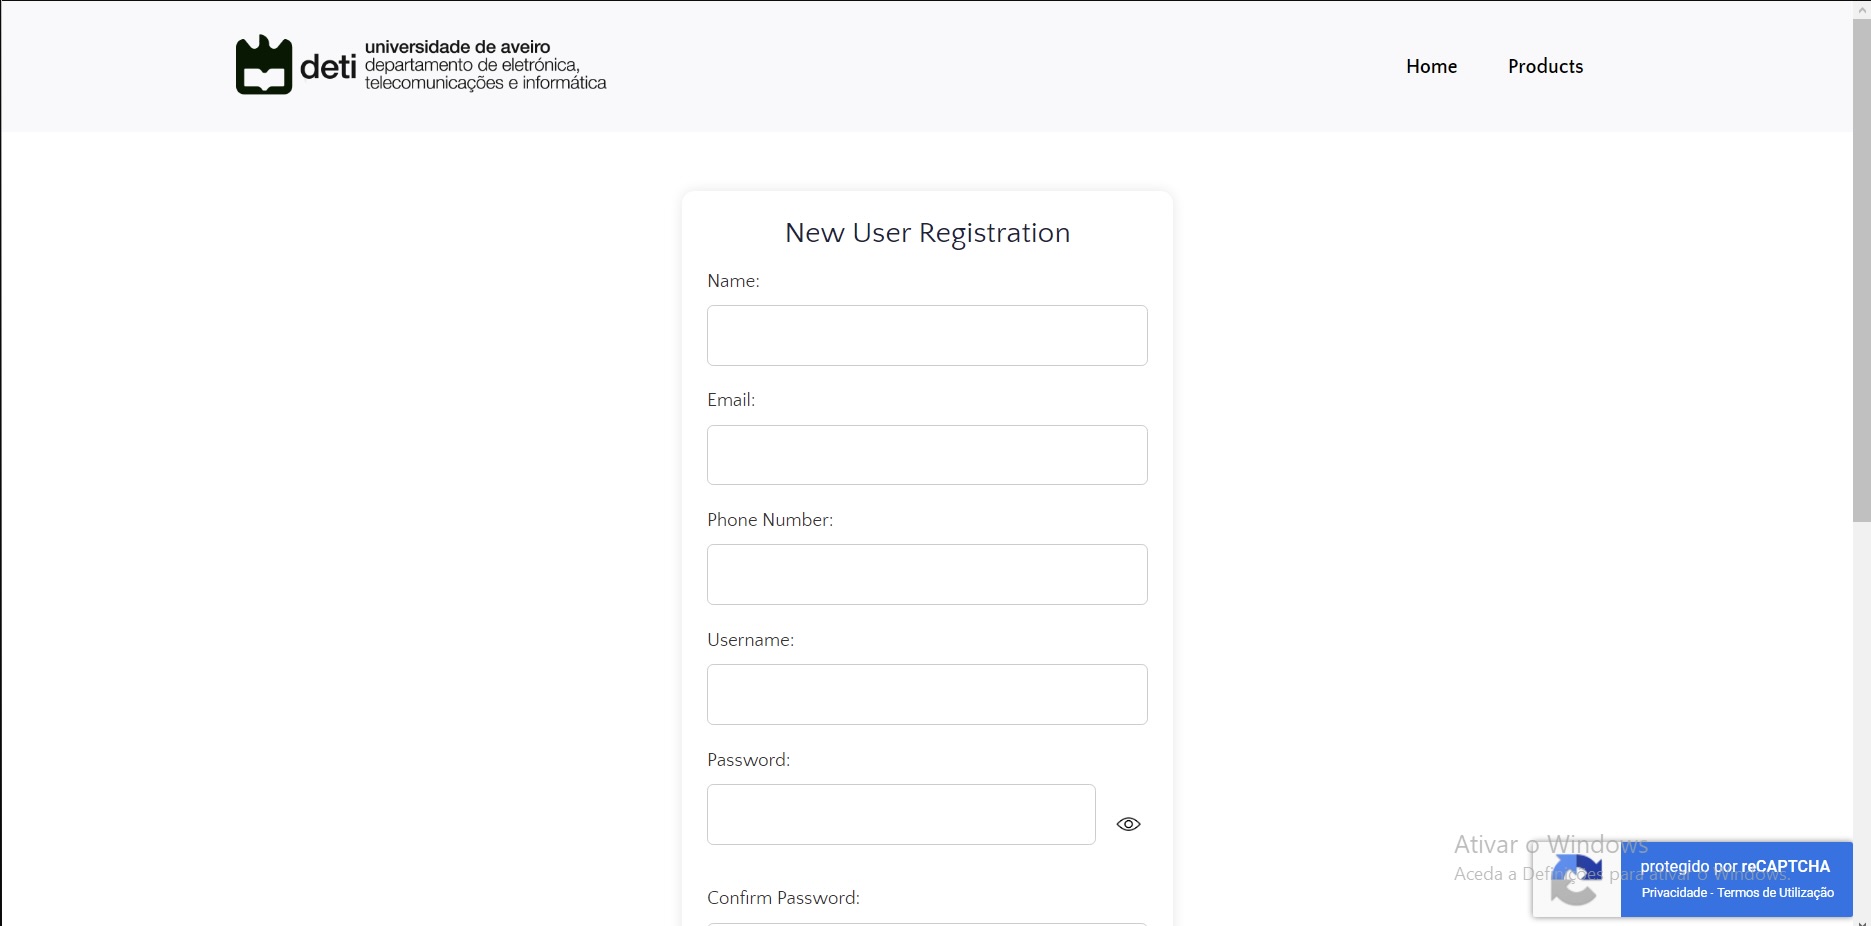 deti
universidade de aveiro
departamento de eletrónica,
telecomunicações e informática
Home
Products
New User Registration
Name:
Email:
Phone Number:
Username:
Password:
Confirm Password:
Ativar o Windows
Aceda a Definições para ativar o Windows.
protegido por reCAPTCHA
Privacidade - Termos de Utilização